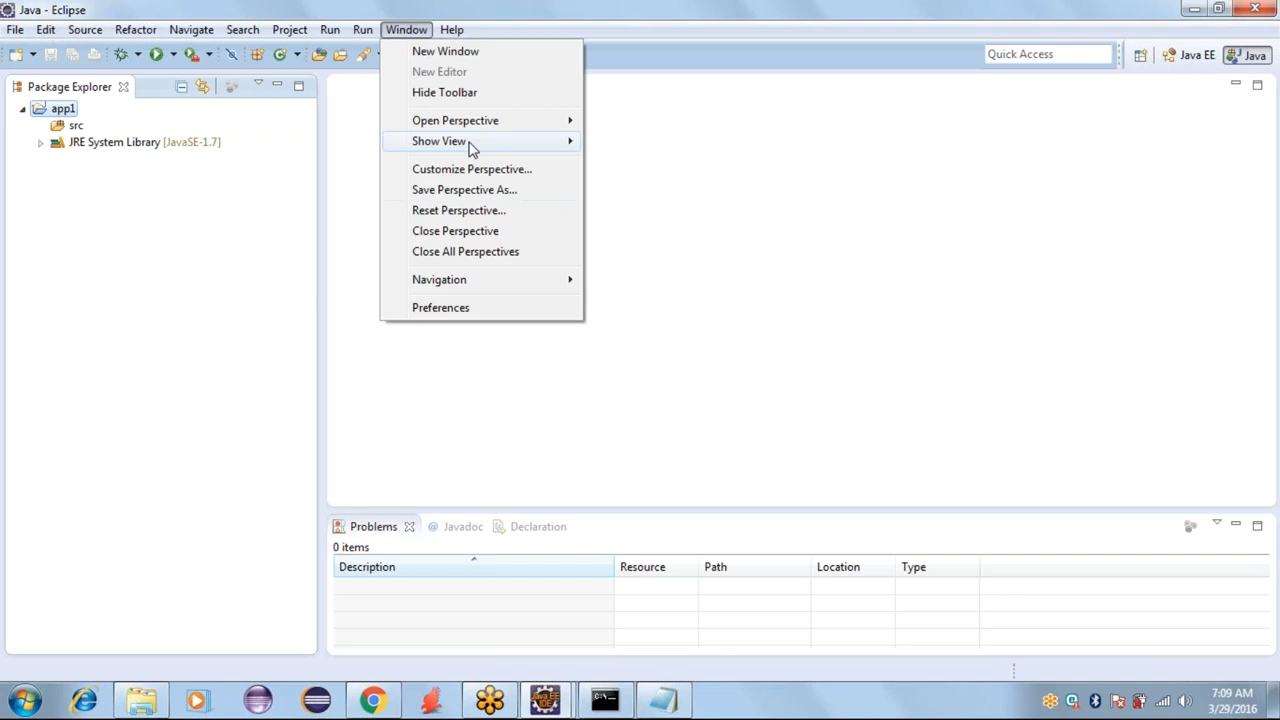 Java - Eclipse
File Edit Source Refactor Navigate Search Project Run Run Window Help
Quick Access
Java EE
Java
Package Explorer
app1
src
JRE System Library [JavaSE-1.7]
New Window
New Editor
Hide Toolbar
Open Perspective
Show View
Customize Perspective...
Save Perspective As...
Reset Perspective...
Close Perspective
Close All Perspectives
Navigation
Preferences
Problems @ Javadoc Declaration
0 items
Description Resource Path Location Type
7:09 AM
3/29/2016